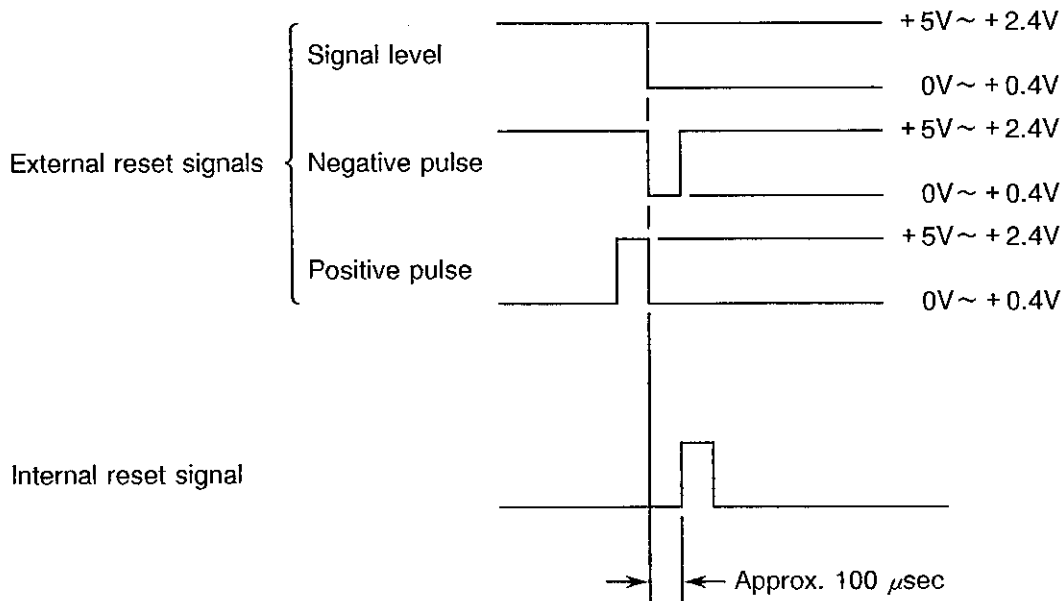 +5V ~ +2.4V
Signal level
0V ~ +0.4V
+5V ~ +2.4V
External reset signals
Negative pulse
0V ~ +0.4V
+5V ~ +2.4V
Positive pulse
0V ~ +0.4V
Internal reset signal
Approx. 100 μsec